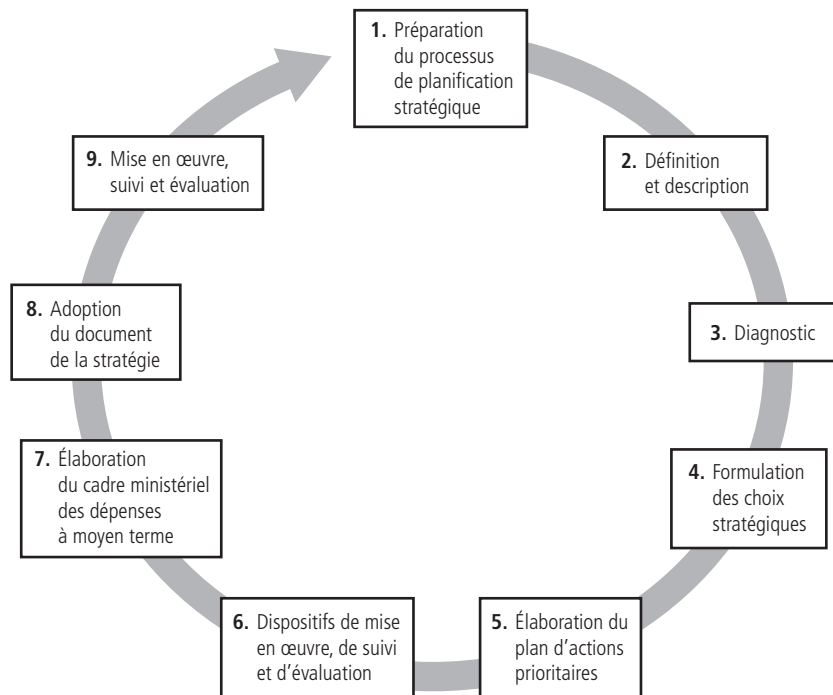 1. Préparation
du processus
de planification
stratégique
2. Définition
et description
3. Diagnostic
4. Formulation
des choix
stratégiques
5. Élaboration du
plan d’actions
prioritaires
6. Dispositifs de mise
en œuvre, de suivi
et d’évaluation
7. Élaboration
du cadre ministériel
des dépenses
à moyen terme
8. Adoption
du document
de la stratégie
9. Mise en œuvre,
suivi et évaluation